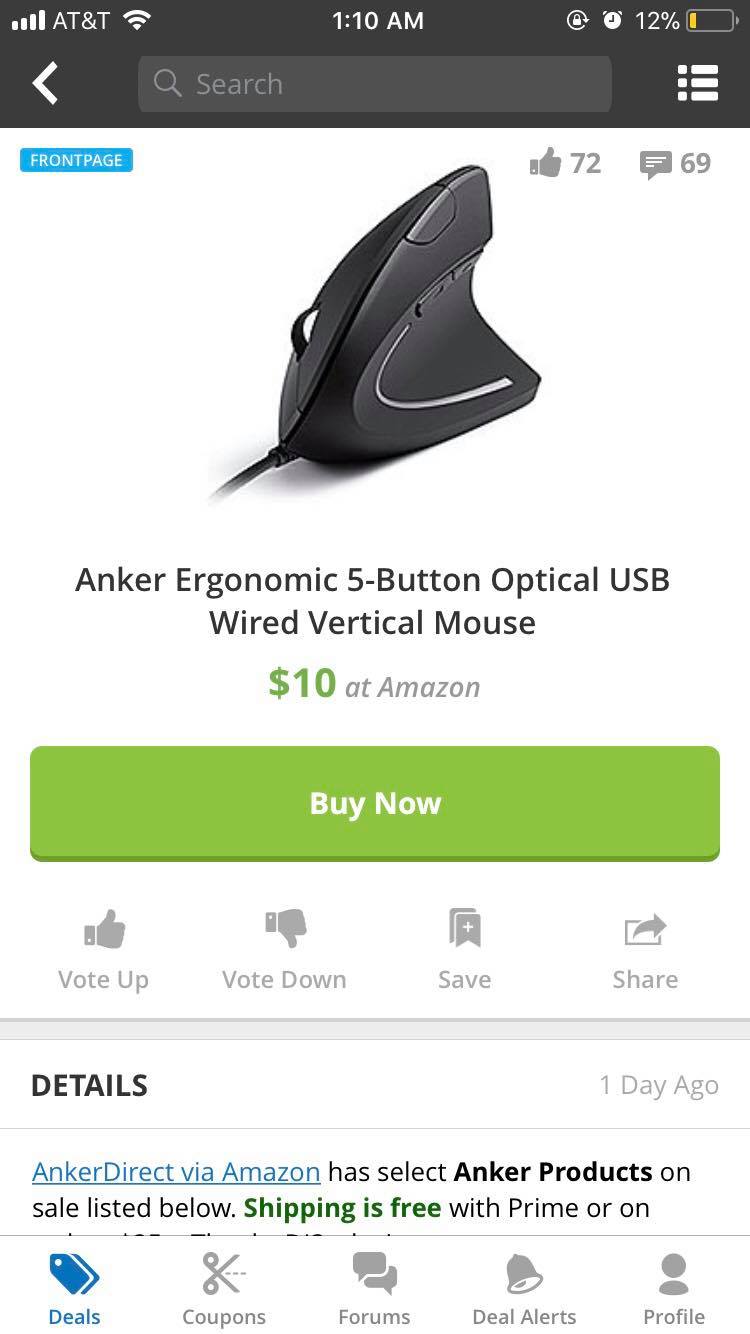 AT&T 1:10 AM 12%
Search
FRONTPAGE 72 69
Anker Ergonomic 5-Button Optical USB
Wired Vertical Mouse
$10 at Amazon
Buy Now
Vote Up Vote Down Save Share
DETAILS 1 Day Ago
AnkerDirect via Amazon has select Anker Products on
sale listed below. Shipping is free with Prime or on
Deals Coupons Forums Deal Alerts Profile